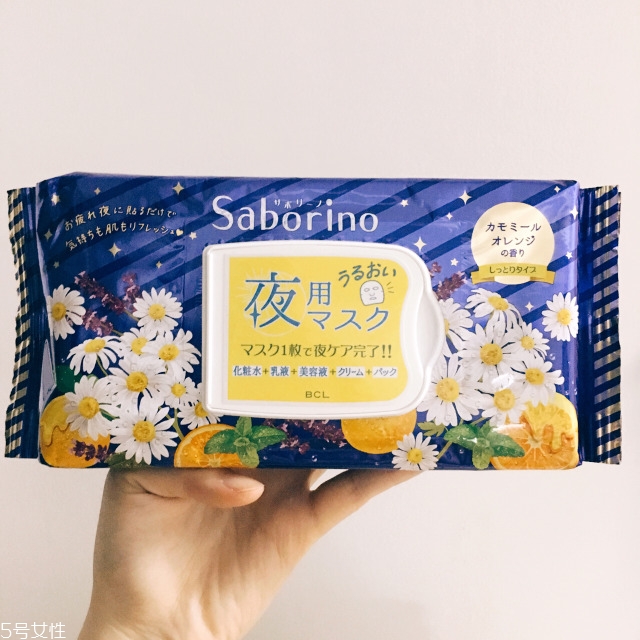 お疲れ夜に貼るだけで
気持ちも肌もリフレッシュ
サボリーノ
Saborino
カモミール
オレンジ
の香り
しっとりタイプ
うるおい
夜用
マスク
マスク1枚で夜ケア完了!!
化粧水+乳液+美容液+クリーム+パック
BCL
5号女性